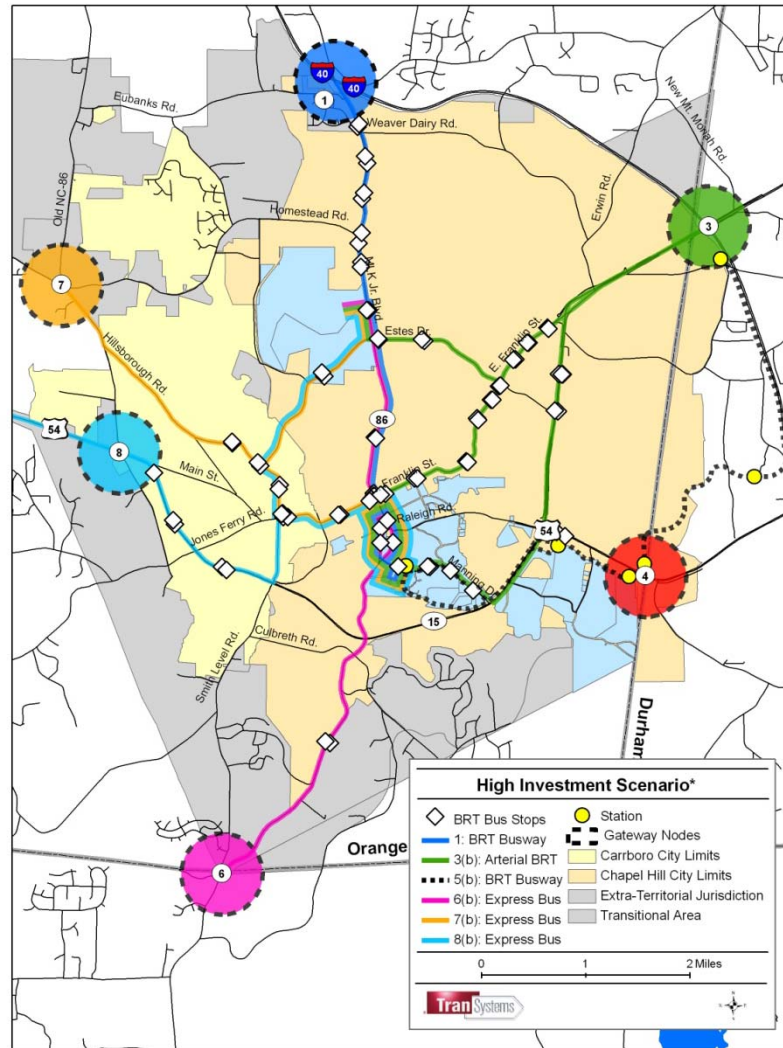 40
40
1
Eubanks Rd.
Weaver Dairy Rd.
New Mt. Moriah Rd.
Old NC-86
Homestead Rd.
Erwin Rd.
3
7
MLK Jr. Blvd.
Estes Dr.
E. Franklin St.
Hillsborough Rd.
54
8
86
Main St.
Franklin St.
Jones Ferry Rd.
Raleigh Rd.
54
Manning Dr.
4
15
Culbreth Rd.
Smith Level Rd.
Durham
Orange
6
High Investment Scenario*
BRT Bus Stops
Station
Gateway Nodes
1: BRT Busway
Carrboro City Limits
3(b): Arterial BRT
Chapel Hill City Limits
5(b): BRT Busway
Extra-Territorial Jurisdiction
6(b): Express Bus
Transitional Area
7(b): Express Bus
8(b): Express Bus
0 1 2 Miles
TranSystems